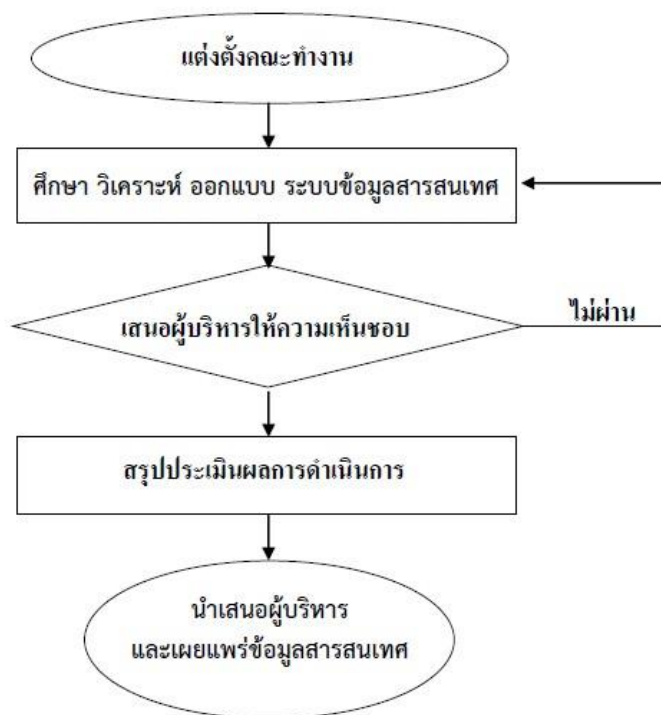 แต่งตั้งคณะทำงาน
ศึกษา วิเคราะห์ ออกแบบ ระบบข้อมูลสารสนเทศ
เสนอผู้บริหารให้ความเห็นชอบ
ไม่ผ่าน
สรุปประเมินผลการดำเนินการ
นำเสนอผู้บริหาร
และเผยแพร่ข้อมูลสารสนเทศ